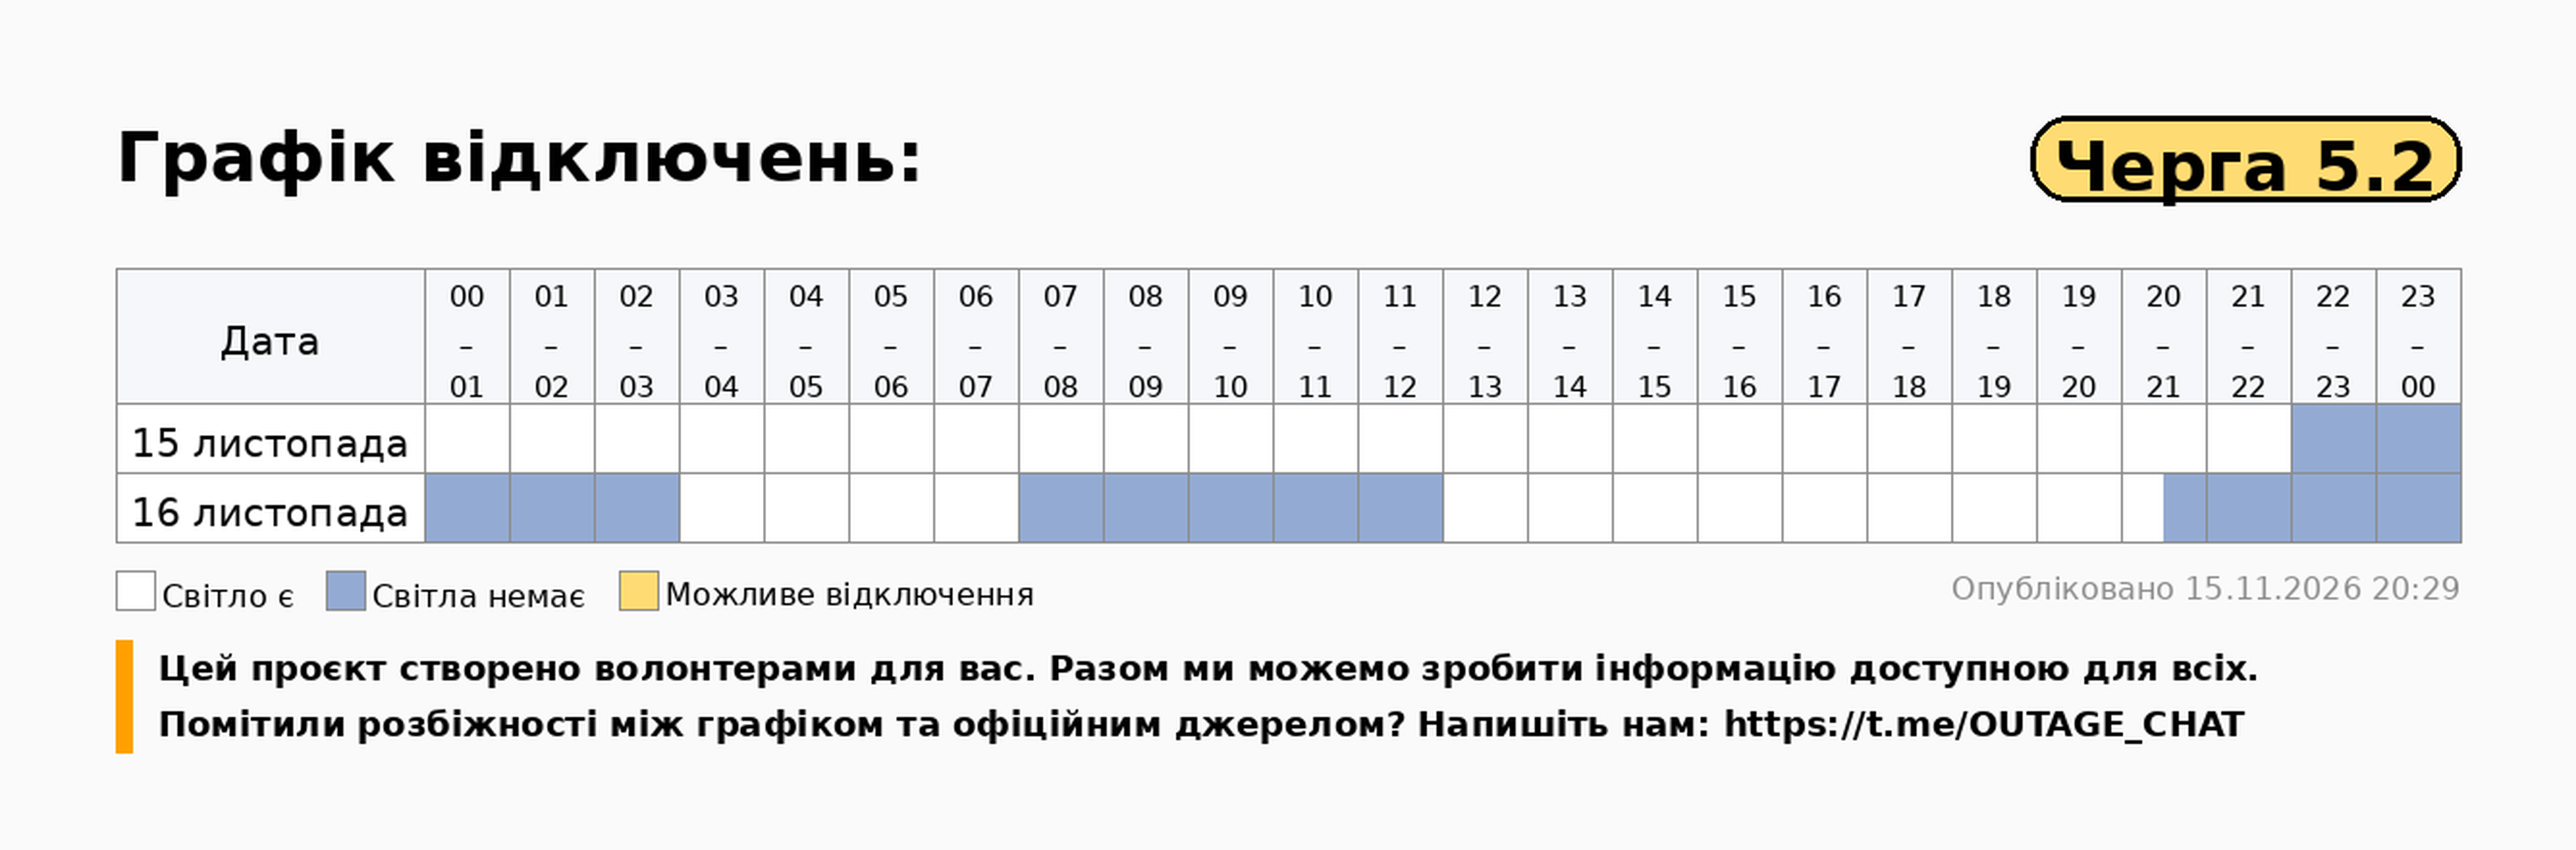 Графік відключень:
Черга 5.2
Дата 00–01 01–02 02–03 03–04 04–05 05–06 06–07 07–08 08–09 09–10 10–11 11–12 12–13 13–14 14–15 15–16 16–17 17–18 18–19 19–20 20–21 21–22 22–23 23–00
15 листопада
16 листопада
Світло є Світла немає Можливе відключення
Опубліковано 15.11.2026 20:29
Цей проєкт створено волонтерами для вас. Разом ми можемо зробити інформацію доступною для всіх.
Помітили розбіжності між графіком та офіційним джерелом? Напишіть нам: https://t.me/OUTAGE_CHAT